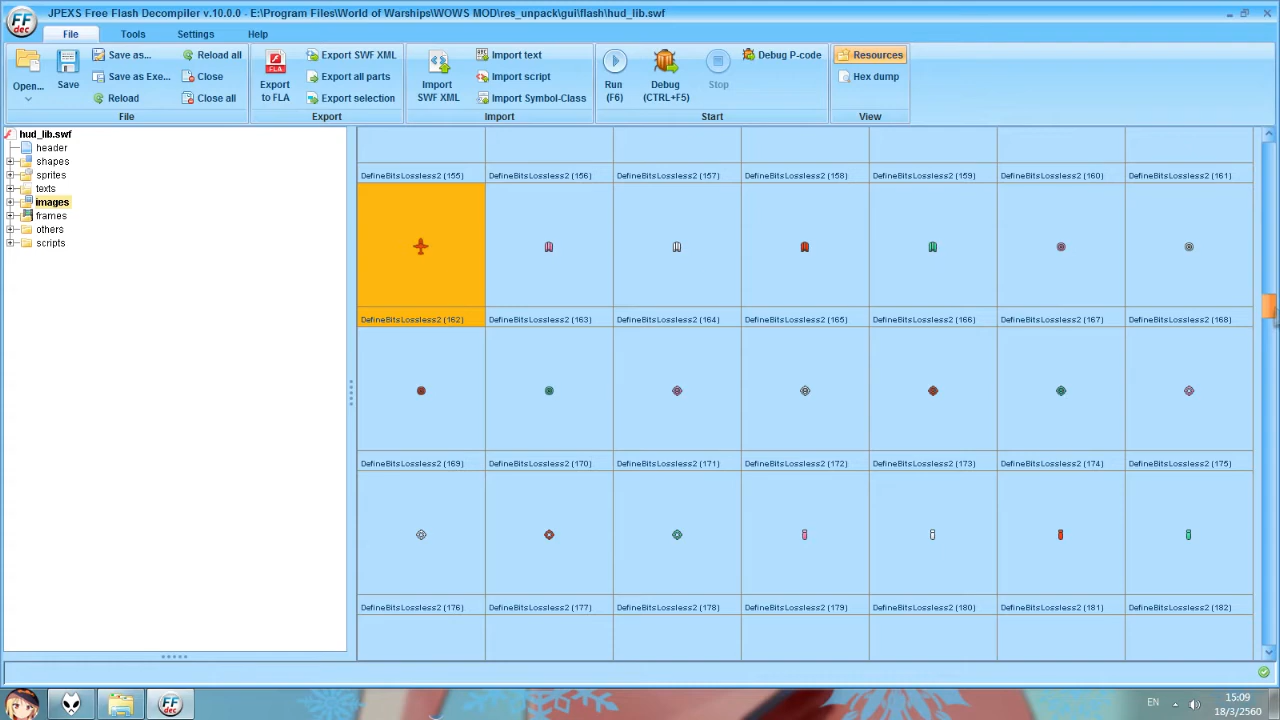 JPEXS Free Flash Decompiler v.10.0.0 - E:\Program Files\World of Warships\WOWS MOD\res_unpack\gui\flash\hud_lib.swf
FF
dec
File Tools Settings Help
Open... Save Save as... Save as Exe... Reload Reload all Close Close all
File
Export to FLA Export SWF XML Export all parts Export selection
Export
Import SWF XML Import text Import script Import Symbol-Class
Import
Run (F6) Debug (CTRL+F5) Stop Debug P-code
Start
Resources Hex dump
View
hud_lib.swf
header
shapes
sprites
texts
images
frames
others
scripts
DefineBitsLossless2 (155) DefineBitsLossless2 (156) DefineBitsLossless2 (157) DefineBitsLossless2 (158) DefineBitsLossless2 (159) DefineBitsLossless2 (160) DefineBitsLossless2 (161)
DefineBitsLossless2 (162) DefineBitsLossless2 (163) DefineBitsLossless2 (164) DefineBitsLossless2 (165) DefineBitsLossless2 (166) DefineBitsLossless2 (167) DefineBitsLossless2 (168)
DefineBitsLossless2 (169) DefineBitsLossless2 (170) DefineBitsLossless2 (171) DefineBitsLossless2 (172) DefineBitsLossless2 (173) DefineBitsLossless2 (174) DefineBitsLossless2 (175)
DefineBitsLossless2 (176) DefineBitsLossless2 (177) DefineBitsLossless2 (178) DefineBitsLossless2 (179) DefineBitsLossless2 (180) DefineBitsLossless2 (181) DefineBitsLossless2 (182)
FF
dec
EN
15:09
18/3/2560